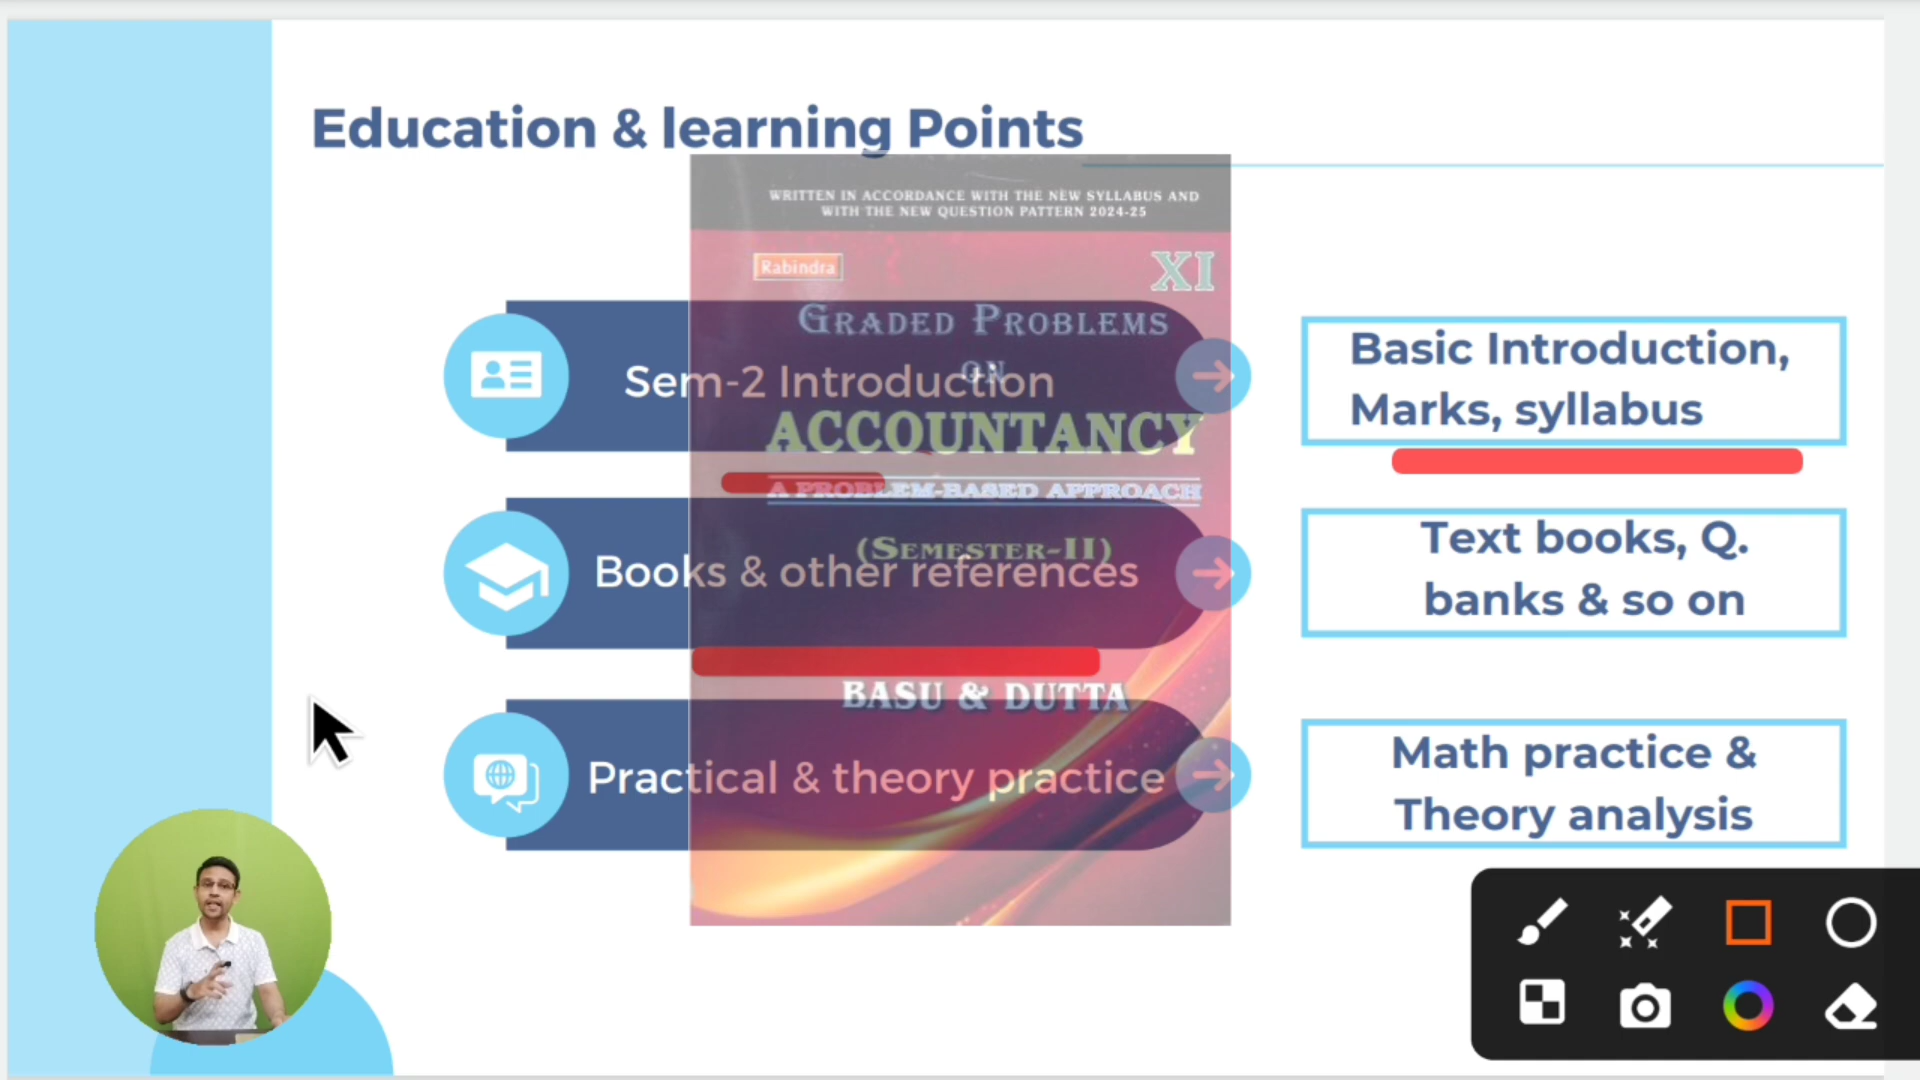 Education & learning Points
WRITTEN IN ACCORDANCE WITH THE NEW SYLLABUS AND
WITH THE NEW QUESTION PATTERN 2024-25
Rabindra
XI
GRADED PROBLEMS
ON
ACCOUNTANCY
A PROBLEM-BASED APPROACH
(SEMESTER-II)
BASU & DUTTA
Sem-2 Introduction
Basic Introduction,
Marks, syllabus
Books & other references
Text books, Q.
banks & so on
Practical & theory practice
Math practice &
Theory analysis